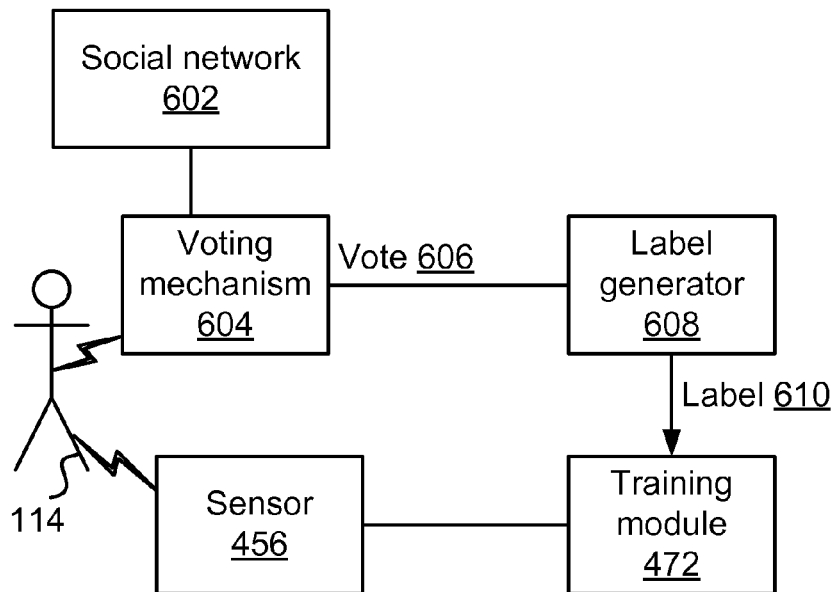 Social network
602
Voting
mechanism
604
Vote 606
Label
generator
608
Label 610
114
Sensor
456
Training
module
472